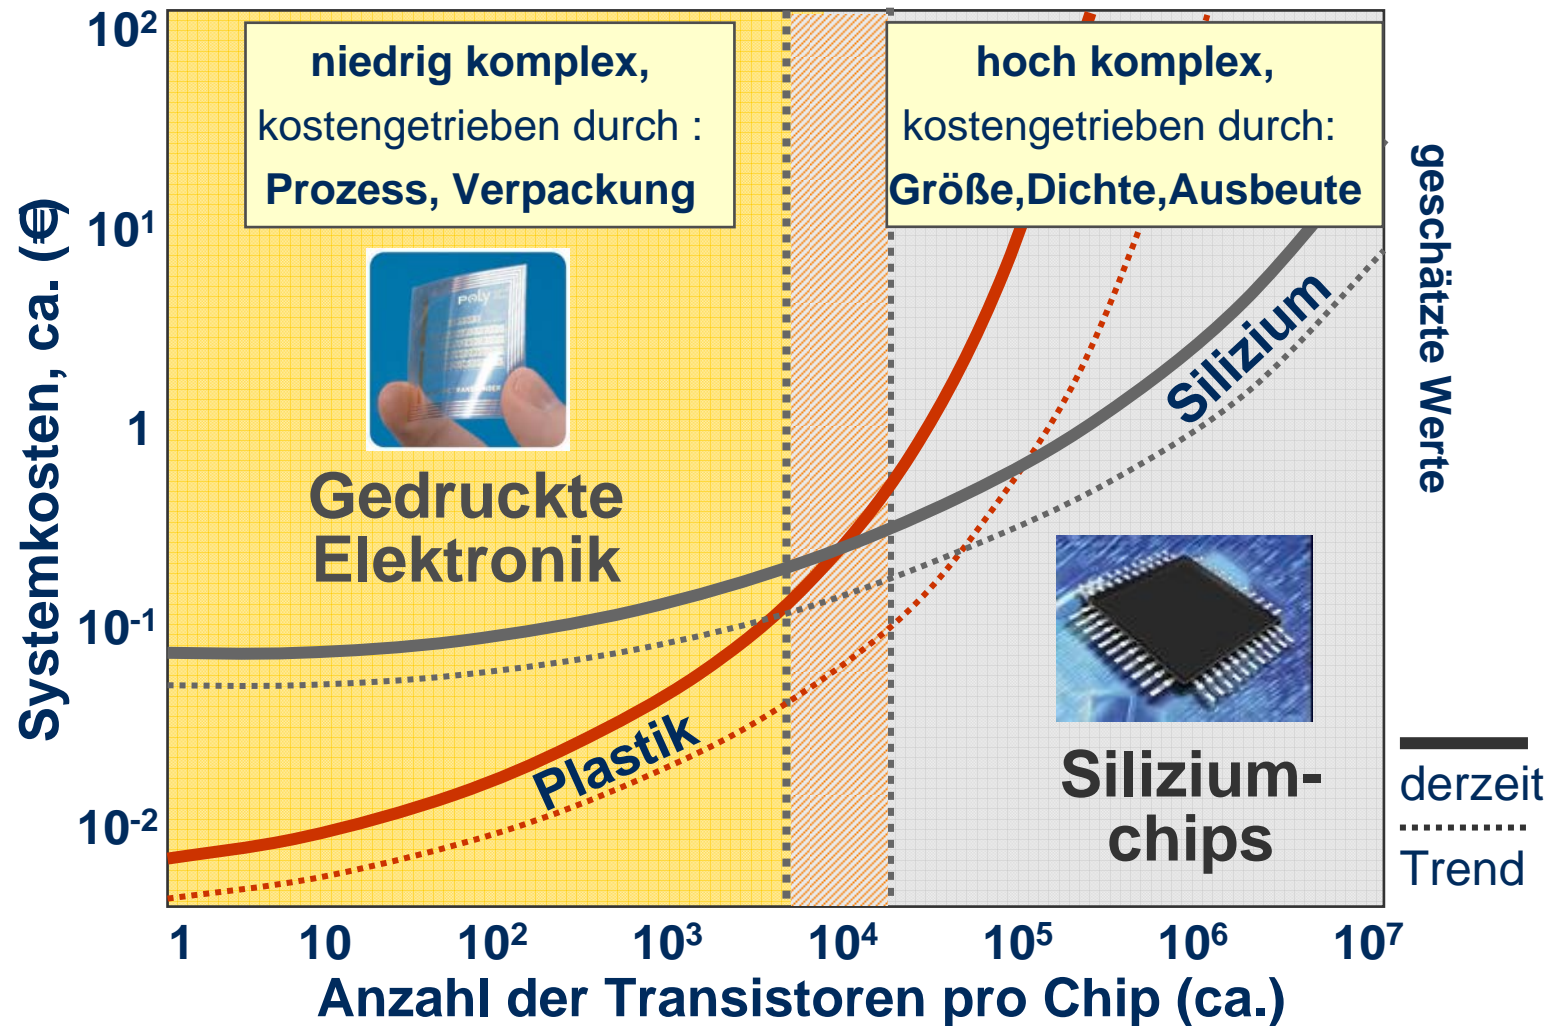 niedrig komplex,
kostengetrieben durch :
Prozess, Verpackung
hoch komplex,
kostengetrieben durch:
Größe,Dichte,Ausbeute
10²
10¹
1
10⁻¹
10⁻²
Systemkosten, ca. (€)
Poly
Gedruckte
Elektronik
Plastik
Silizium
Silizium-
chips
geschätzte Werte
derzeit
Trend
1 10 10² 10³ 10⁴ 10⁵ 10⁶ 10⁷
Anzahl der Transistoren pro Chip (ca.)